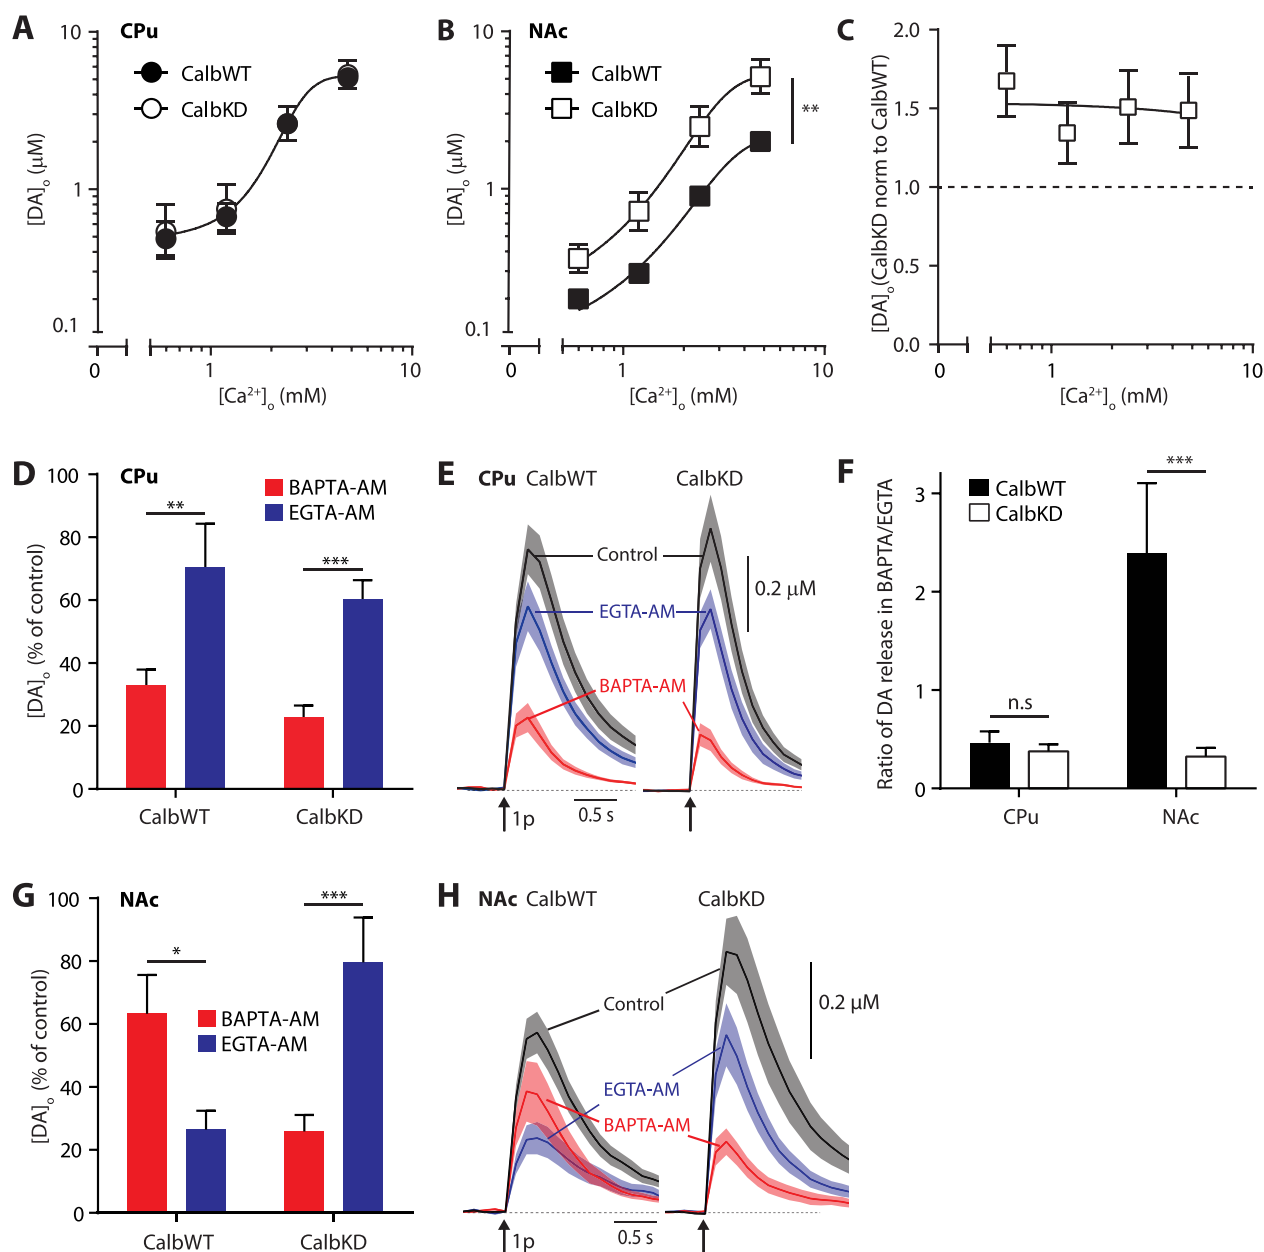 A CPu
CalbWT
CalbKD
[DA]o (μM)
10
1
0.1
0 1 10
[Ca2+]o (mM)
B NAc
CalbWT
CalbKD
**
[DA]o (μM)
10
1
0.1
0 1 10
[Ca2+]o (mM)
C
[DA]o(CalbKD norm to CalbWT)
2.0
1.5
1.0
0.5
0.0
0 1 10
[Ca2+]o (mM)
D CPu
BAPTA-AM
EGTA-AM
** ***
[DA]o (% of control)
100
80
60
40
20
0
CalbWT CalbKD
E CPu CalbWT CalbKD
Control
0.2 μM
EGTA-AM
BAPTA-AM
1p 0.5 s
F
***
CalbWT
CalbKD
n.s
Ratio of DA release in BAPTA/EGTA
3
2
1
0
CPu NAc
G NAc
* ***
BAPTA-AM
EGTA-AM
[DA]o (% of control)
100
80
60
40
20
0
CalbWT CalbKD
H NAc CalbWT CalbKD
Control
0.2 μM
EGTA-AM
BAPTA-AM
1p 0.5 s